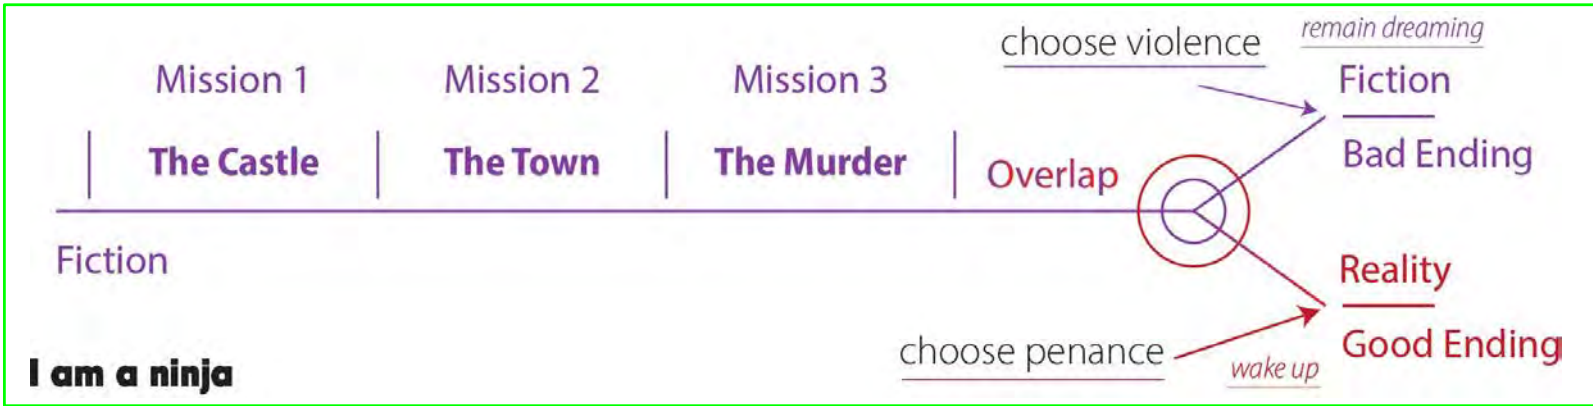 choose violence
remain dreaming
Mission 1
Mission 2
Mission 3
Fiction
The Castle
The Town
The Murder
Overlap
Bad Ending
Fiction
Reality
choose penance
wake up
Good Ending
I am a ninja